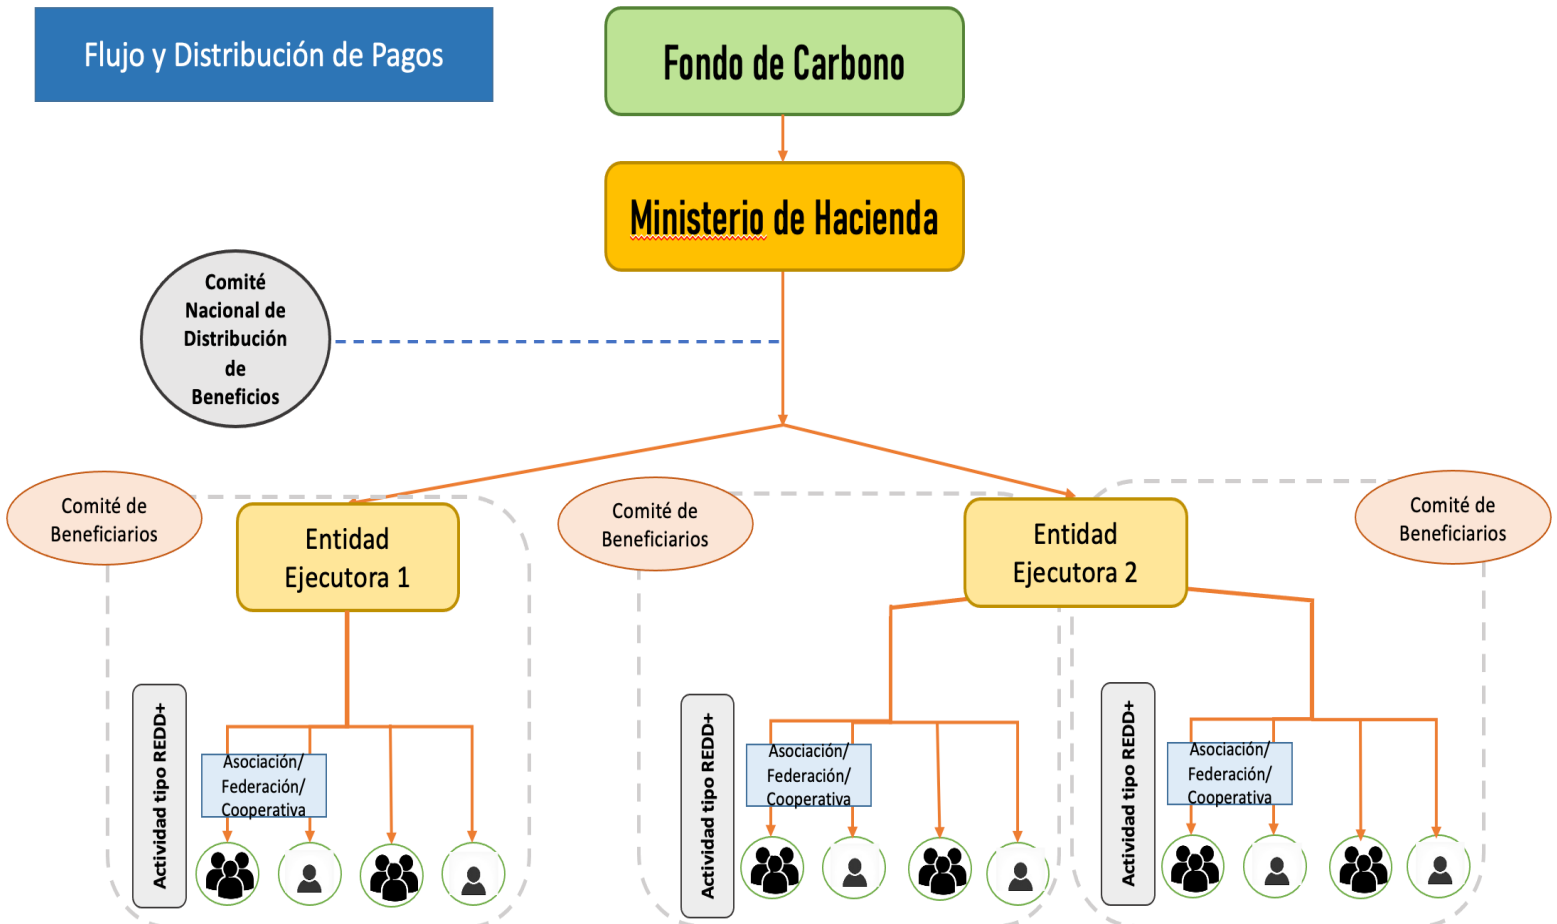 Flujo y Distribución de Pagos
Fondo de Carbono
Ministerio de Hacienda
Comité
Nacional de
Distribución
de
Beneficios
Comité de
Beneficiarios
Entidad
Ejecutora 1
Comité de
Beneficiarios
Entidad
Ejecutora 2
Comité de
Beneficiarios
Actividad tipo REDD+
Asociación/
Federación/
Cooperativa
Actividad tipo REDD+
Asociación/
Federación/
Cooperativa
Actividad tipo REDD+
Asociación/
Federación/
Cooperativa